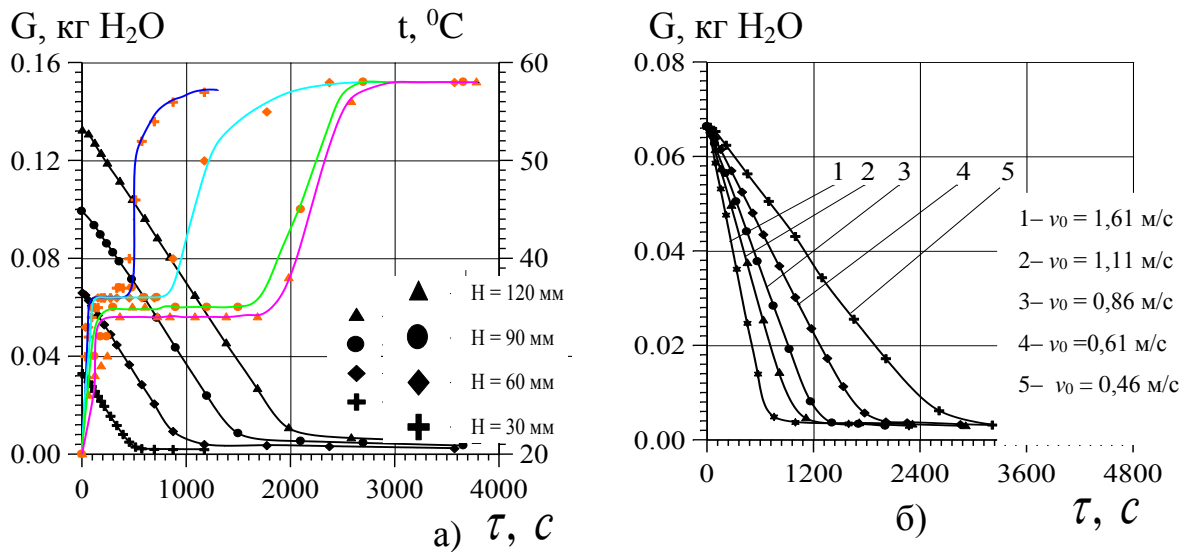 G, кг H₂O
t, ⁰C
0.16
0.12
0.08
0.04
0.00
60
50
40
30
20
0
1000
2000
3000
4000
H = 120 мм
H = 90 мм
H = 60 мм
H = 30 мм
а) τ, с
G, кг H₂O
0.08
0.06
0.04
0.02
0.00
0
1200
2400
3600
4800
1 2 3 4 5
1– v₀ = 1,61 м/с
2– v₀ = 1,11 м/с
3– v₀ = 0,86 м/с
4– v₀ =0,61 м/с
5– v₀ = 0,46 м/с
б) τ, с